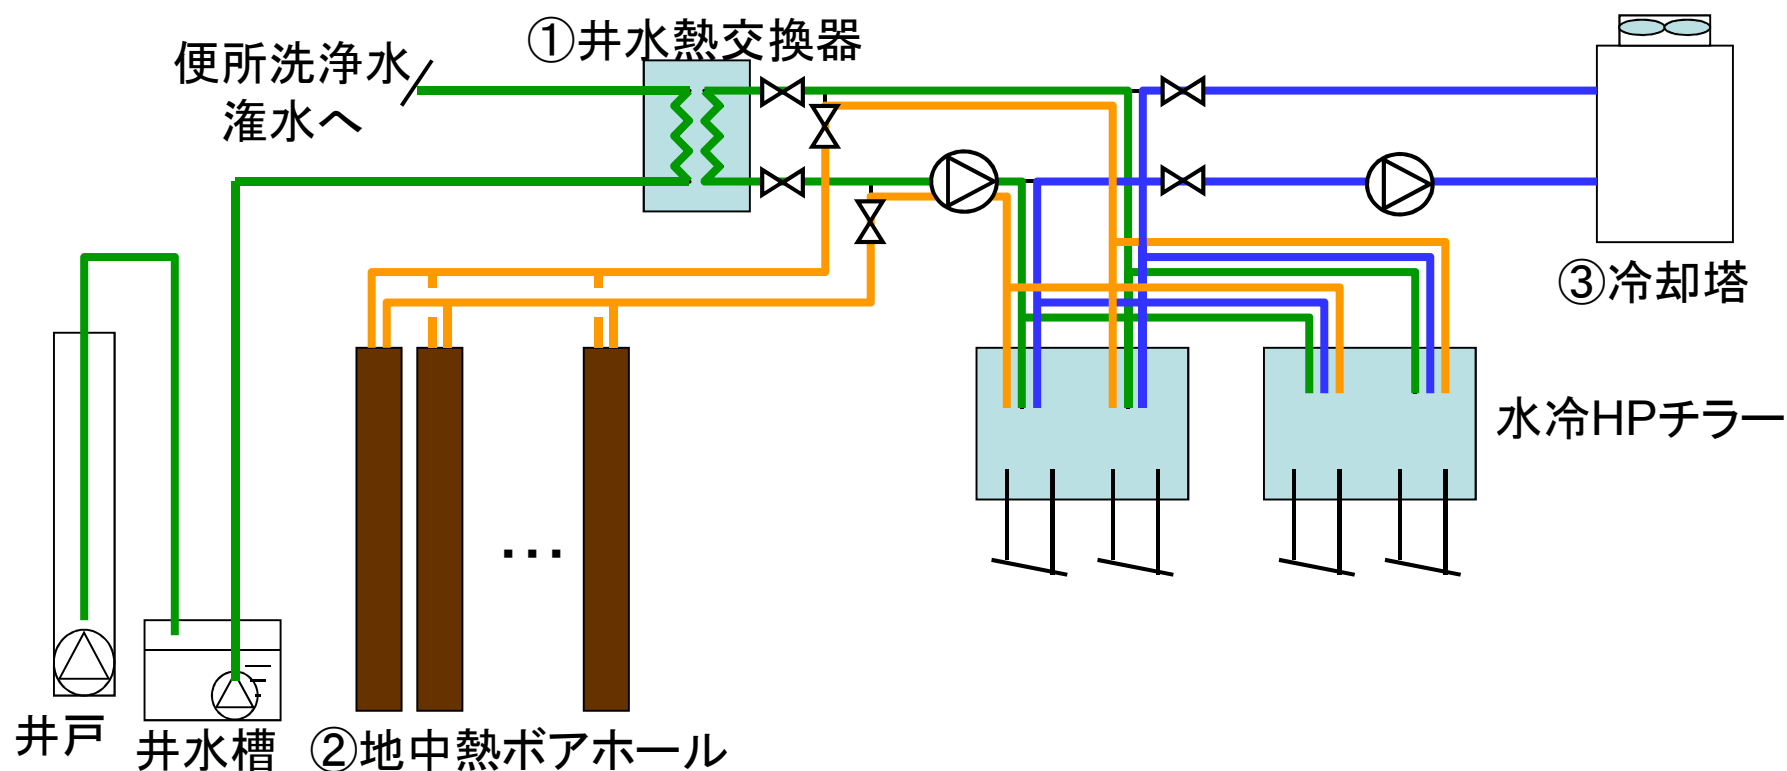 ①井水熱交換器
便所洗浄水
潅水へ
③冷却塔
水冷HPチラー
…
井戸
井水槽
②地中熱ボアホール